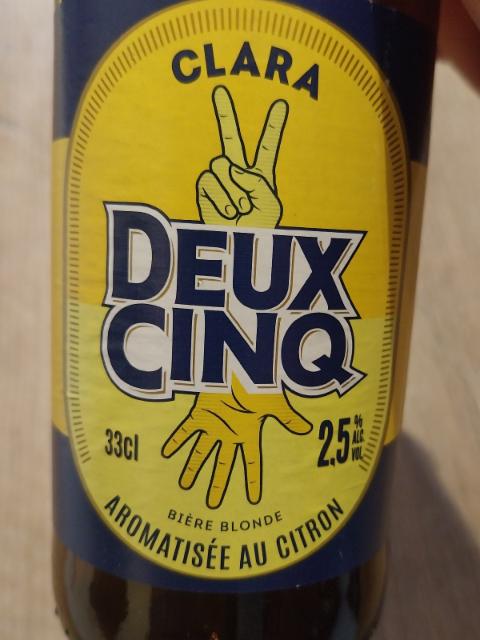 CLARA
DEUX
CINQ
33cl
2,5 % ALC. VOL.
BIÈRE BLONDE
AROMATISÉE AU CITRON